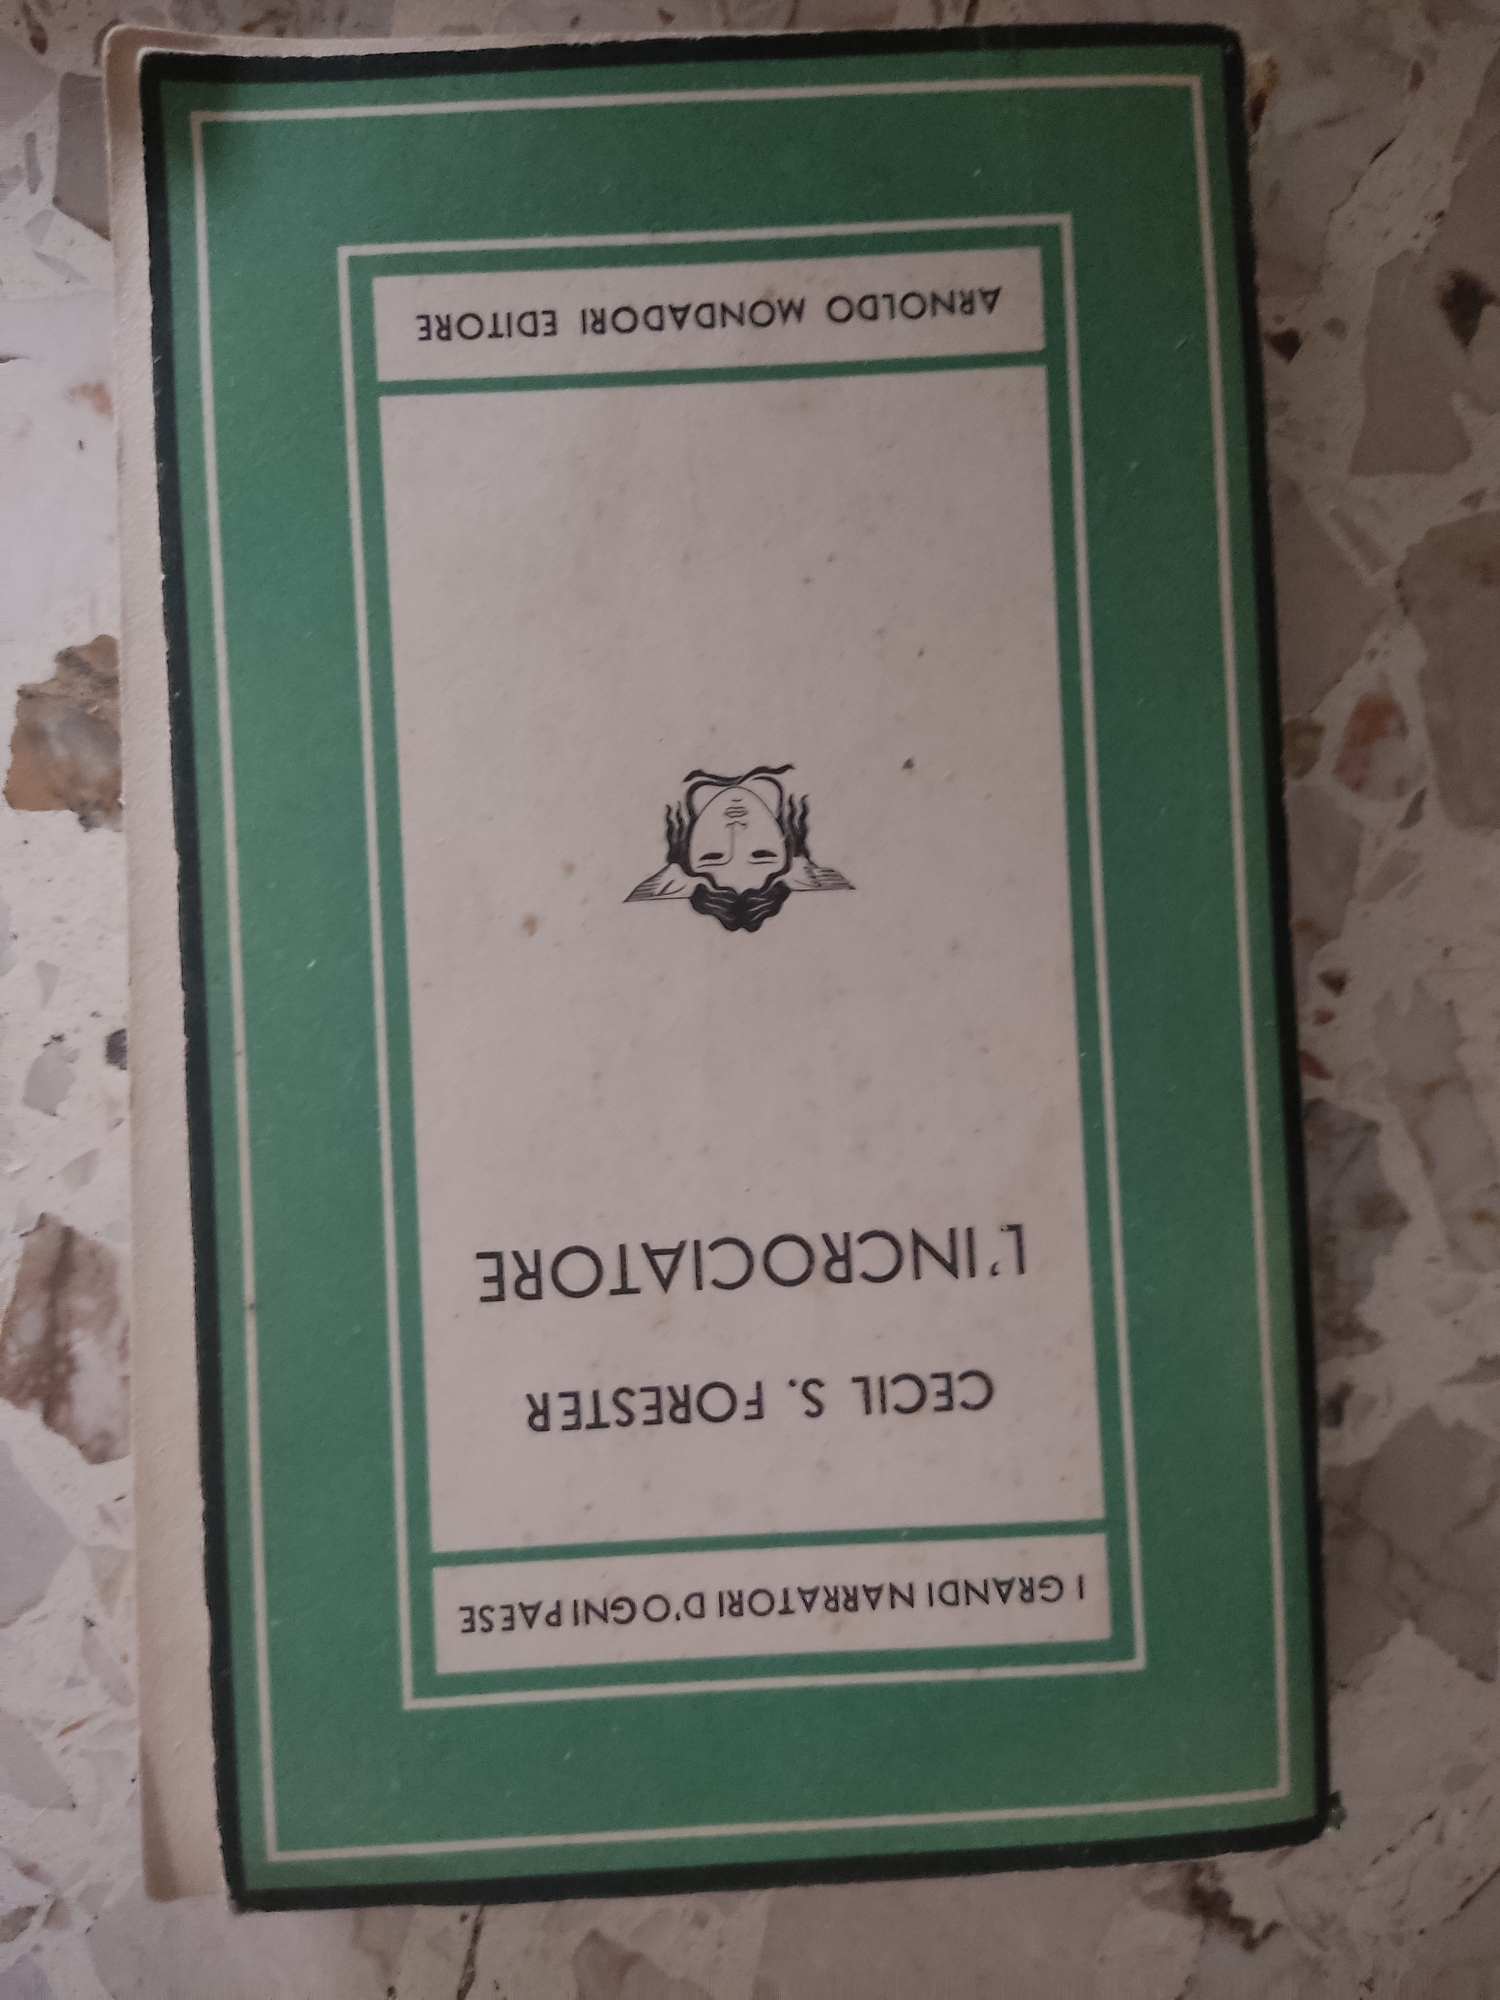 I GRANDI NARRATORI D'OGNI PAESE
CECIL S. FORESTER
L'INCROCIATORE
ARNOLDO MONDADORI EDITORE